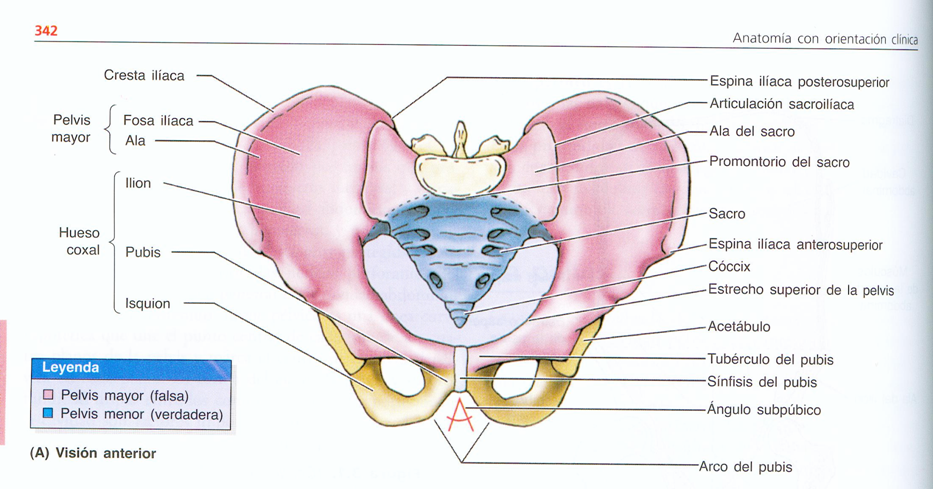 342
Anatomía con orientación clínica
Cresta ilíaca
Pelvis
mayor
Fosa ilíaca
Ala
Hueso
coxal
Ilion
Pubis
Isquion
Espina ilíaca posterosuperior
Articulación sacroilíaca
Ala del sacro
Promontorio del sacro
Sacro
Espina ilíaca anterosuperior
Cóccix
Estrecho superior de la pelvis
Acetábulo
Tubérculo del pubis
Sínfisis del pubis
Ángulo subpúbico
Arco del pubis
Leyenda
Pelvis mayor (falsa)
Pelvis menor (verdadera)
(A) Visión anterior